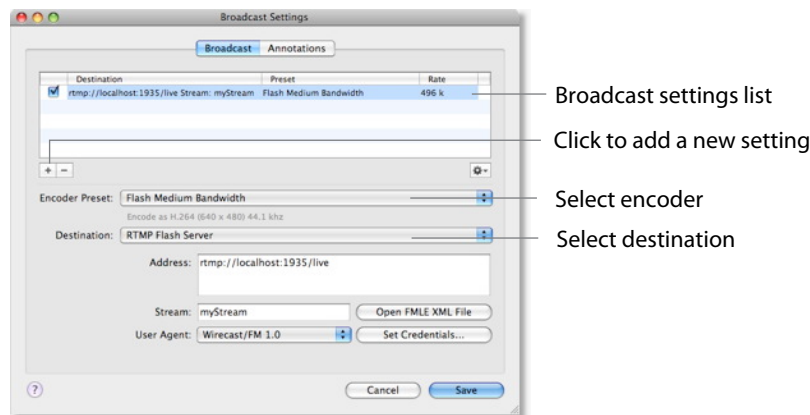 Broadcast Settings
Broadcast Annotations
Destination Preset Rate
rtmp://localhost:1935/live Stream: myStream Flash Medium Bandwidth 496 k
Broadcast settings list
Click to add a new setting
+ −
Encoder Preset: Flash Medium Bandwidth
Select encoder
Encode as H.264 (640 x 480) 44.1 khz
Destination: RTMP Flash Server
Select destination
Address: rtmp://localhost:1935/live
Stream: myStream Open FMLE XML File
User Agent: Wirecast/FM 1.0 Set Credentials...
? Cancel Save